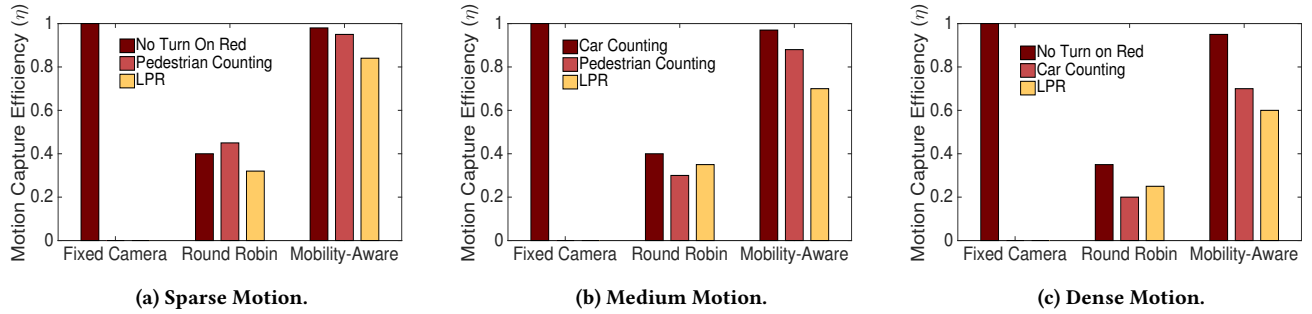 Motion Capture Efficiency (η)
1
0.8
0.6
0.4
0.2
0
No Turn On Red
Pedestrian Counting
LPR
Fixed Camera Round Robin Mobility-Aware
(a) Sparse Motion.
Motion Capture Efficiency (η)
1
0.8
0.6
0.4
0.2
0
Car Counting
Pedestrian Counting
LPR
Fixed Camera Round Robin Mobility-Aware
(b) Medium Motion.
Motion Capture Efficiency (η)
1
0.8
0.6
0.4
0.2
0
No Turn on Red
Car Counting
LPR
Fixed Camera Round Robin Mobility-Aware
(c) Dense Motion.